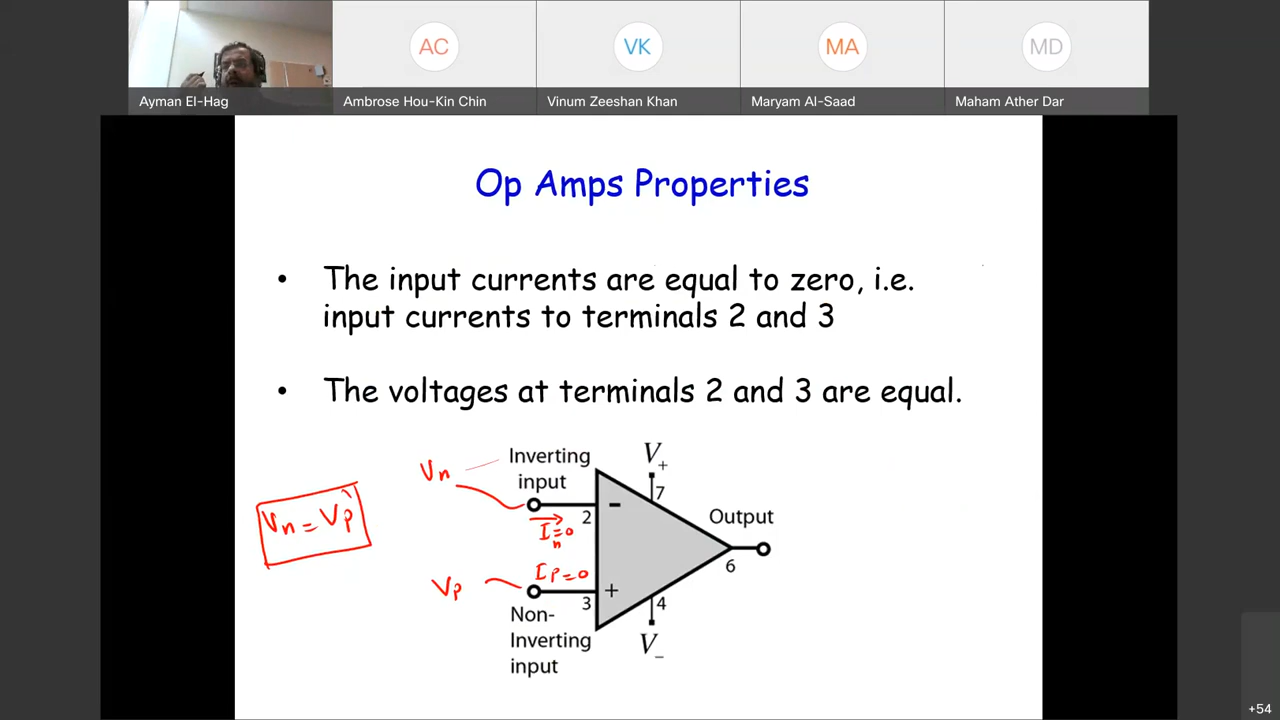 AC
VK
MA
MD
Ayman El-Hag
Ambrose Hou-Kin Chin
Vinum Zeeshan Khan
Maryam Al-Saad
Maham Ather Dar
Op Amps Properties
• The input currents are equal to zero, i.e.
input currents to terminals 2 and 3
• The voltages at terminals 2 and 3 are equal.
Vn
Inverting
input
V+
7
Vn = Vp
2
-
In=0
Output
6
Vp
Ip=0
3
+
4
Non-
Inverting
input
V-
+54